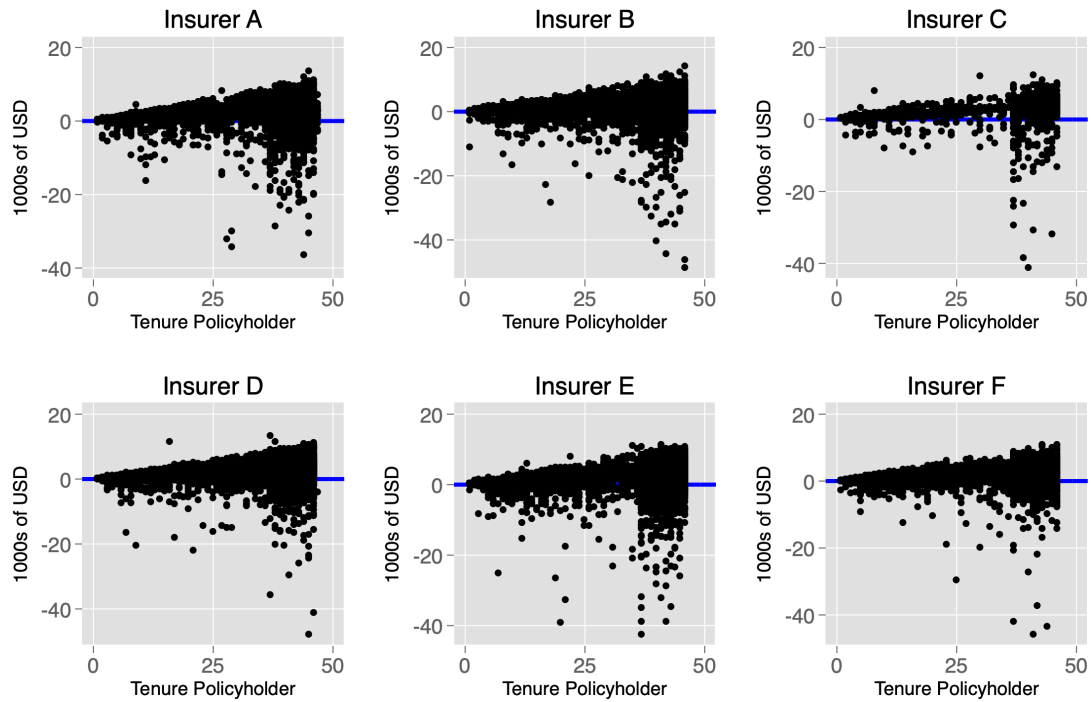 Insurer A
20
0
-20
-40
1000s of USD
0 25 50
Tenure Policyholder
Insurer B
20
0
-20
-40
1000s of USD
0 25 50
Tenure Policyholder
Insurer C
20
0
-20
-40
1000s of USD
0 25 50
Tenure Policyholder
Insurer D
20
0
-20
-40
1000s of USD
0 25 50
Tenure Policyholder
Insurer E
20
0
-20
-40
1000s of USD
0 25 50
Tenure Policyholder
Insurer F
20
0
-20
-40
1000s of USD
0 25 50
Tenure Policyholder